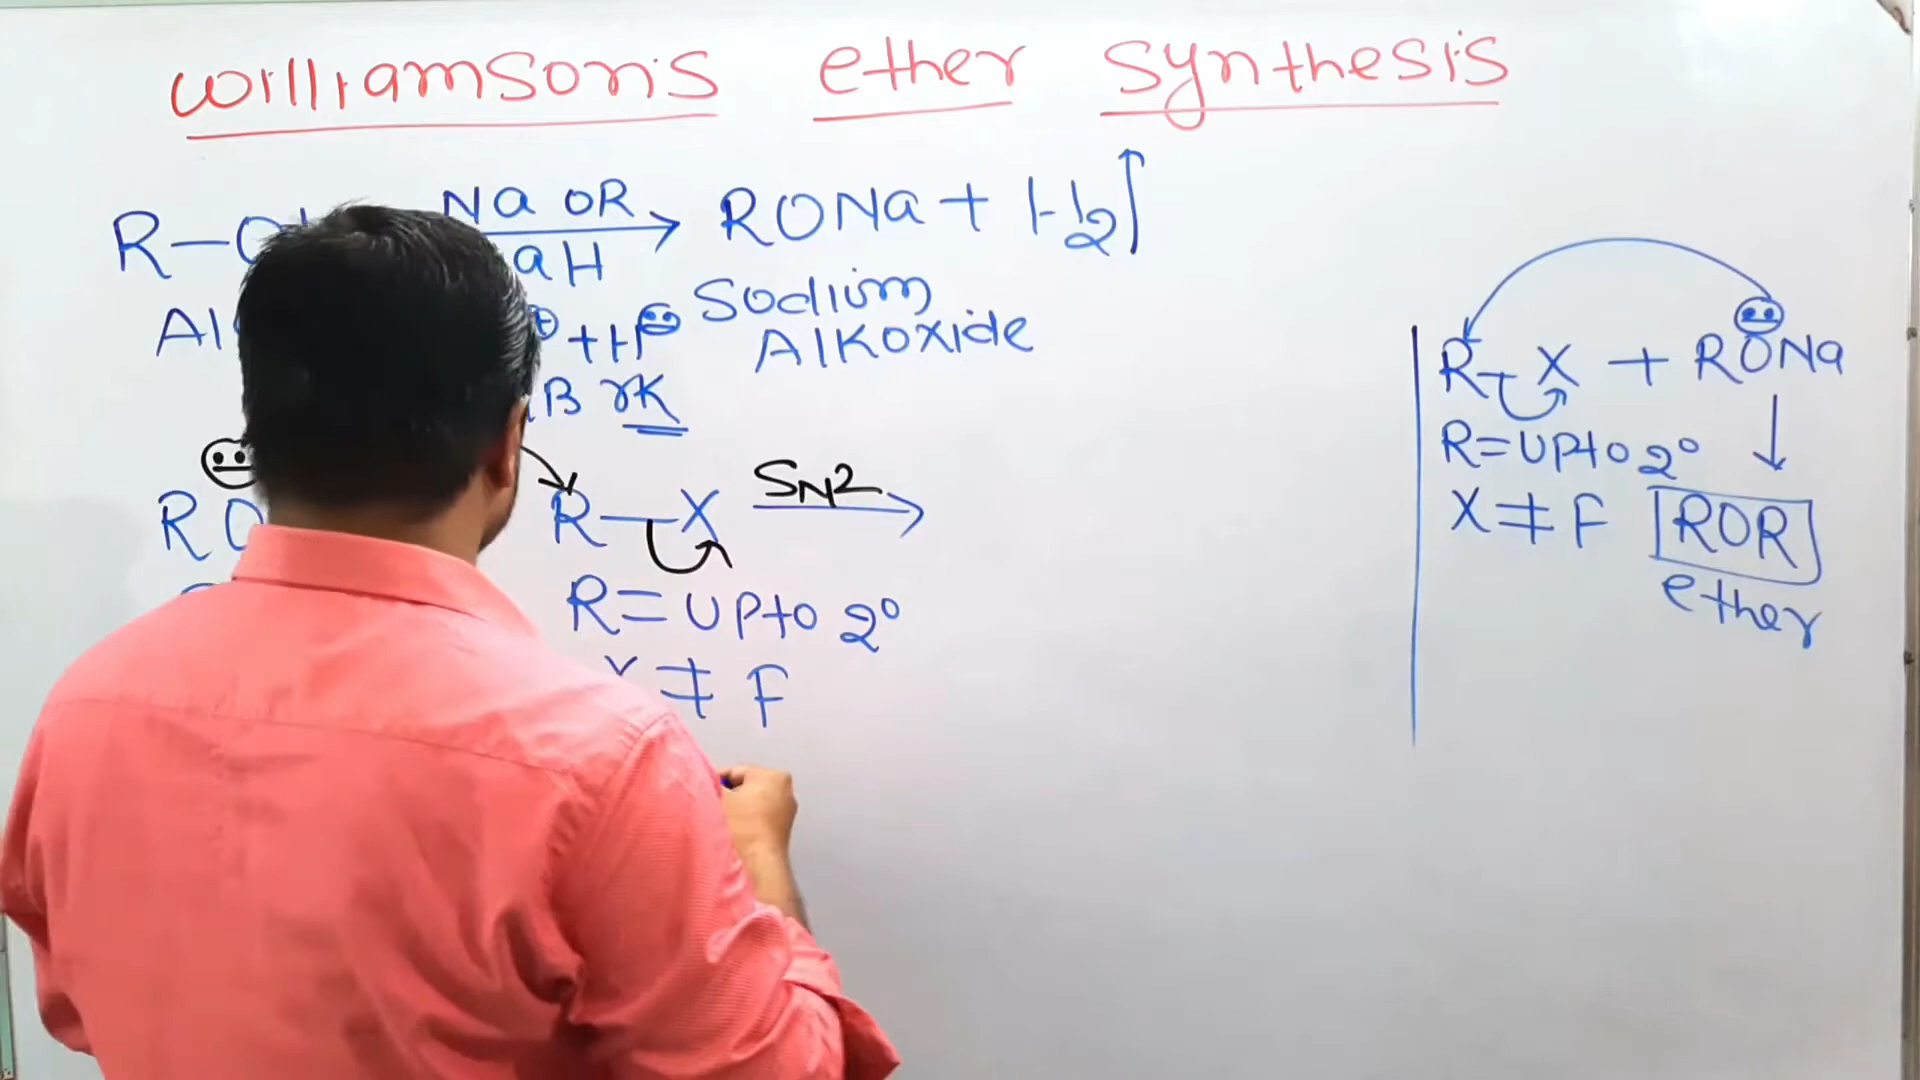 Williamson's ether synthesis
R—O Na OR → RONa + H₂↑
aH
Al Sodium
⊕ + H⊖ Alkoxide
B rk
RO R—X SN2 →
R = Upto 2°
X ≠ F
R—X + RONa
R = Upto 2° ↓
X ≠ F ROR
ether